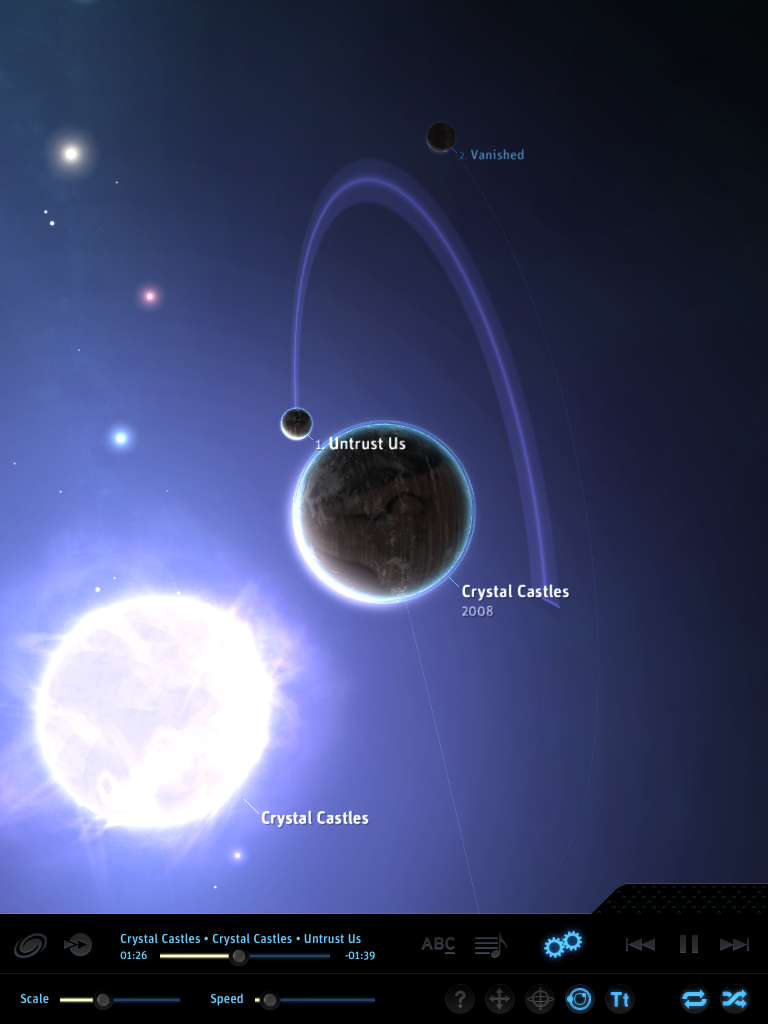 2. Vanished
1. Untrust Us
Crystal Castles
2008
Crystal Castles
Crystal Castles • Crystal Castles • Untrust Us
01:26 -01:39
ABC
Scale
Speed
?
Tt